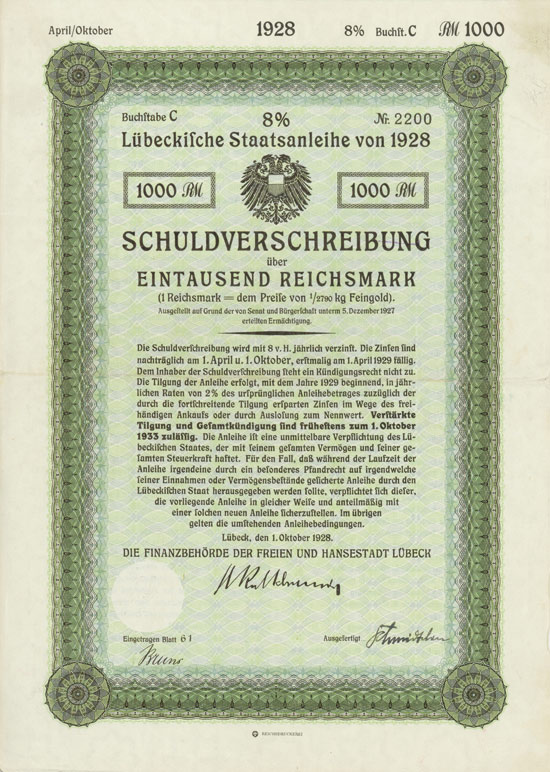 April/Oktober 1928 8% Buchſt. C RM 1000
Buchſtabe C 8% Nr. 2200
Lübeckiſche Staatsanleihe von 1928
1000 RM 1000 RM
SCHULDVERSCHREIBUNG
über
EINTAUSEND REICHSMARK
(1 Reichsmark = dem Preiſe von 1/2790 kg Feingold).
Ausgeſtellt auf Grund der von Senat und Bürgerſchaft unterm 5. Dezember 1927
erteilten Ermächtigung.
Die Schuldverſchreibung wird mit 8 v. H. jährlich verzinſt. Die Zinſen ſind
nachträglich am 1. April u. 1. Oktober, erſtmalig am 1. April 1929 fällig.
Dem Inhaber der Schuldverſchreibung ſteht ein Kündigungsrecht nicht zu.
Die Tilgung der Anleihe erfolgt, mit dem Jahre 1929 beginnend, in jähr-
lichen Raten von 2% des urſprünglichen Anleihebetrages zuzüglich der
durch die fortſchreitende Tilgung erſparten Zinſen im Wege des frei-
händigen Ankaufs oder durch Ausloſung zum Nennwert. Verſtärkte
Tilgung und Geſamtkündigung ſind früheſtens zum 1. Oktober
1933 zuläſſig. Die Anleihe iſt eine unmittelbare Verpflichtung des Lü-
beckiſchen Staates, der mit ſeinem geſamten Vermögen und ſeiner ge-
ſamten Steuerkraft haftet. Für den Fall, daß während der Laufzeit der
Anleihe irgendeine durch ein beſonderes Pfandrecht auf irgendwelche
ſeiner Einnahmen oder Vermögensbeſtände geſicherte Anleihe durch den
Lübeckiſchen Staat herausgegeben werden ſollte, verpflichtet ſich dieſer,
die vorliegende Anleihe in gleicher Weiſe und anteilmäßig mit
einer ſolchen neuen Anleihe ſicherzuſtellen. Im übrigen
gelten die umſtehenden Anleihebedingungen.
Lübeck, den 1. Oktober 1928.
DIE FINANZBEHÖRDE DER FREIEN UND HANSESTADT LÜBECK
Eingetragen Blatt 61 Ausgefertigt
REICHSDRUCKEREI